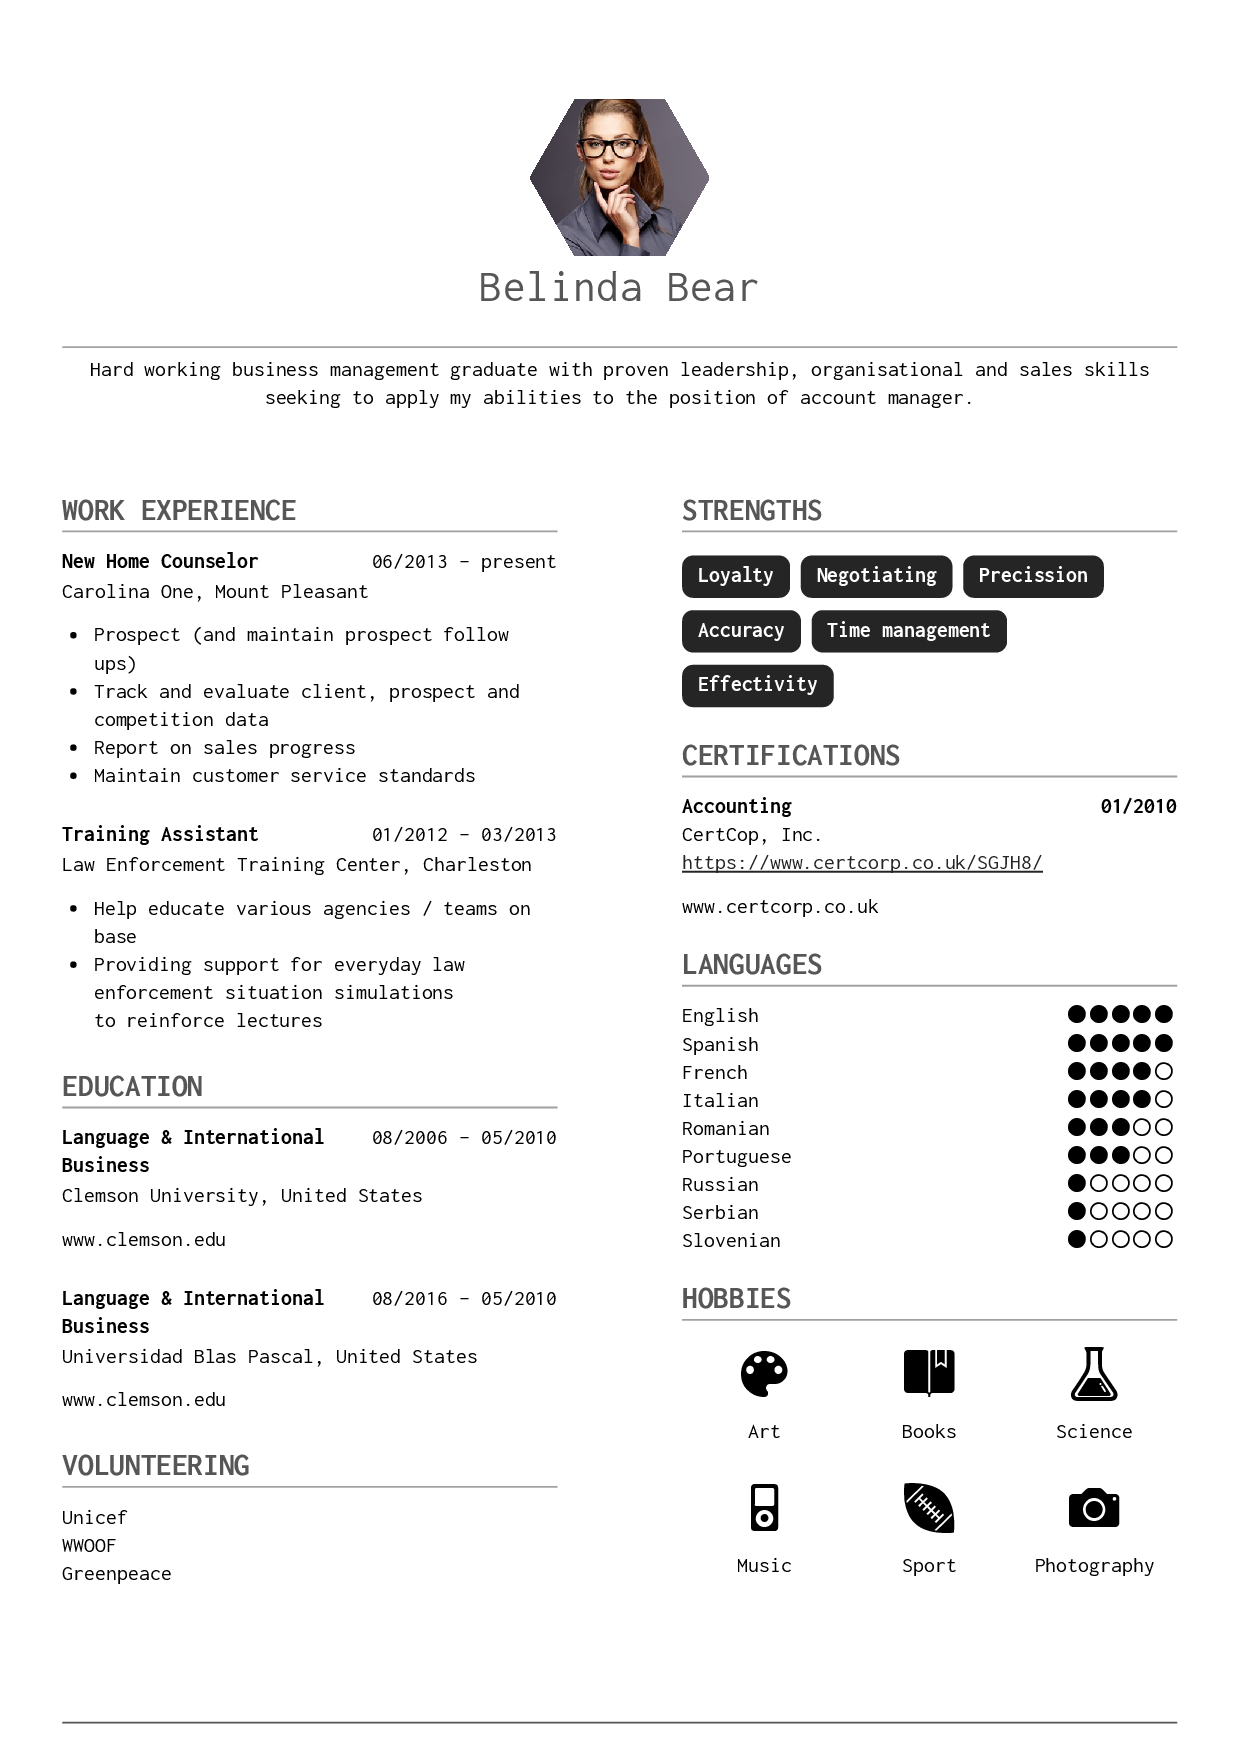 Belinda Bear
Hard working business management graduate with proven leadership, organisational and sales skills
seeking to apply my abilities to the position of account manager.
WORK EXPERIENCE
New Home Counselor 06/2013 – present
Carolina One, Mount Pleasant
• Prospect (and maintain prospect follow
ups)
• Track and evaluate client, prospect and
competition data
• Report on sales progress
• Maintain customer service standards
Training Assistant 01/2012 – 03/2013
Law Enforcement Training Center, Charleston
• Help educate various agencies / teams on
base
• Providing support for everyday law
enforcement situation simulations
to reinforce lectures
EDUCATION
Language & International 08/2006 – 05/2010
Business
Clemson University, United States
www.clemson.edu
Language & International 08/2016 – 05/2010
Business
Universidad Blas Pascal, United States
www.clemson.edu
VOLUNTEERING
Unicef
WWOOF
Greenpeace
STRENGTHS
Loyalty Negotiating Precission
Accuracy Time management
Effectivity
CERTIFICATIONS
Accounting 01/2010
CertCop, Inc.
https://www.certcorp.co.uk/SGJH8/
www.certcorp.co.uk
LANGUAGES
English
Spanish
French
Italian
Romanian
Portuguese
Russian
Serbian
Slovenian
HOBBIES
Art Books Science
Music Sport Photography